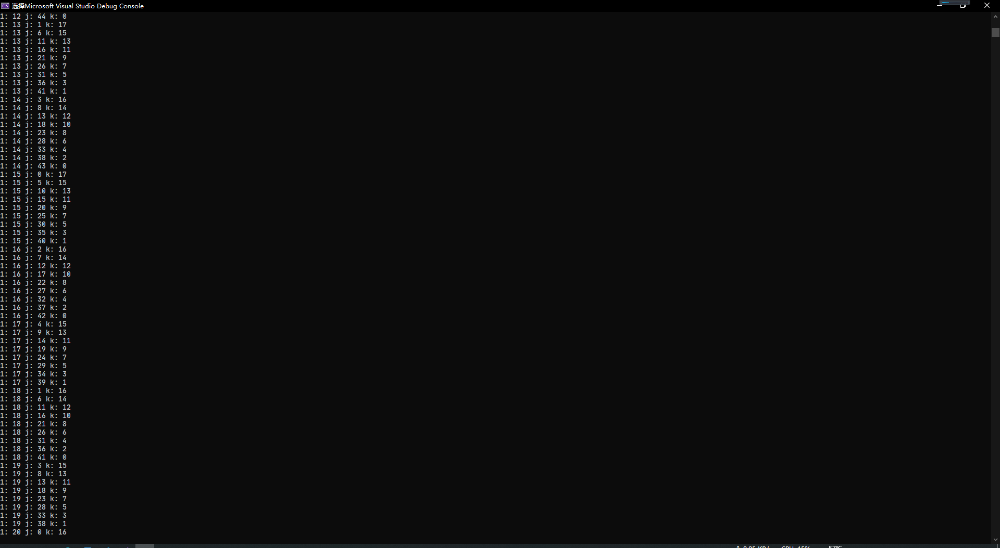 选择Microsoft Visual Studio Debug Console
1: 12 j: 44 k: 0
1: 13 j: 1 k: 17
1: 13 j: 6 k: 15
1: 13 j: 11 k: 13
1: 13 j: 16 k: 11
1: 13 j: 21 k: 9
1: 13 j: 26 k: 7
1: 13 j: 31 k: 5
1: 13 j: 36 k: 3
1: 13 j: 41 k: 1
1: 14 j: 3 k: 16
1: 14 j: 8 k: 14
1: 14 j: 13 k: 12
1: 14 j: 18 k: 10
1: 14 j: 23 k: 8
1: 14 j: 28 k: 6
1: 14 j: 33 k: 4
1: 14 j: 38 k: 2
1: 14 j: 43 k: 0
1: 15 j: 0 k: 17
1: 15 j: 5 k: 15
1: 15 j: 10 k: 13
1: 15 j: 15 k: 11
1: 15 j: 20 k: 9
1: 15 j: 25 k: 7
1: 15 j: 30 k: 5
1: 15 j: 35 k: 3
1: 15 j: 40 k: 1
1: 16 j: 2 k: 16
1: 16 j: 7 k: 14
1: 16 j: 12 k: 12
1: 16 j: 17 k: 10
1: 16 j: 22 k: 8
1: 16 j: 27 k: 6
1: 16 j: 32 k: 4
1: 16 j: 37 k: 2
1: 16 j: 42 k: 0
1: 17 j: 4 k: 15
1: 17 j: 9 k: 13
1: 17 j: 14 k: 11
1: 17 j: 19 k: 9
1: 17 j: 24 k: 7
1: 17 j: 29 k: 5
1: 17 j: 34 k: 3
1: 17 j: 39 k: 1
1: 18 j: 1 k: 16
1: 18 j: 6 k: 14
1: 18 j: 11 k: 12
1: 18 j: 16 k: 10
1: 18 j: 21 k: 8
1: 18 j: 26 k: 6
1: 18 j: 31 k: 4
1: 18 j: 36 k: 2
1: 18 j: 41 k: 0
1: 19 j: 3 k: 15
1: 19 j: 8 k: 13
1: 19 j: 13 k: 11
1: 19 j: 18 k: 9
1: 19 j: 23 k: 7
1: 19 j: 28 k: 5
1: 19 j: 33 k: 3
1: 19 j: 38 k: 1
1: 20 j: 0 k: 16